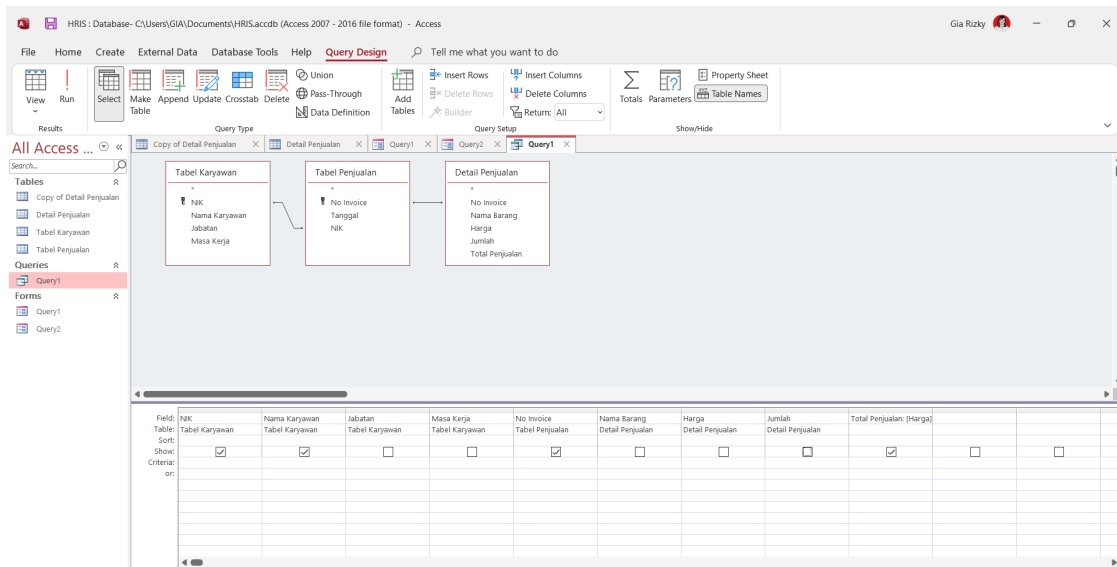 HRIS : Database- C:\Users\GIA\Documents\HRIS.accdb (Access 2007 - 2016 file format) - Access
Gia Rizky
File Home Create External Data Database Tools Help Query Design Tell me what you want to do
View
Run
Select
Make Table
Append
Update
Crosstab
Delete
Union
Pass-Through
Data Definition
Add Tables
Insert Rows
Delete Rows
Builder
Insert Columns
Delete Columns
Return: All
Totals
Parameters
Property Sheet
Table Names
Results
Query Type
Query Setup
Show/Hide
All Access ...
Search...
Tables
Copy of Detail Penjualan
Detail Penjualan
Tabel Karyawan
Tabel Penjualan
Queries
Query1
Forms
Query1
Query2
Copy of Detail Penjualan
Detail Penjualan
Query1
Query2
Query1
Tabel Karyawan
*
NIK
Nama Karyawan
Jabatan
Masa Kerja
Tabel Penjualan
*
No Invoice
Tanggal
NIK
Detail Penjualan
*
No Invoice
Nama Barang
Harga
Jumlah
Total Penjualan
Field: NIK Nama Karyawan Jabatan Masa Kerja No Invoice Nama Barang Harga Jumlah Total Penjualan: [Harga]
Table: Tabel Karyawan Tabel Karyawan Tabel Karyawan Tabel Karyawan Tabel Penjualan Detail Penjualan Detail Penjualan Detail Penjualan
Sort:
Show:
Criteria:
or: